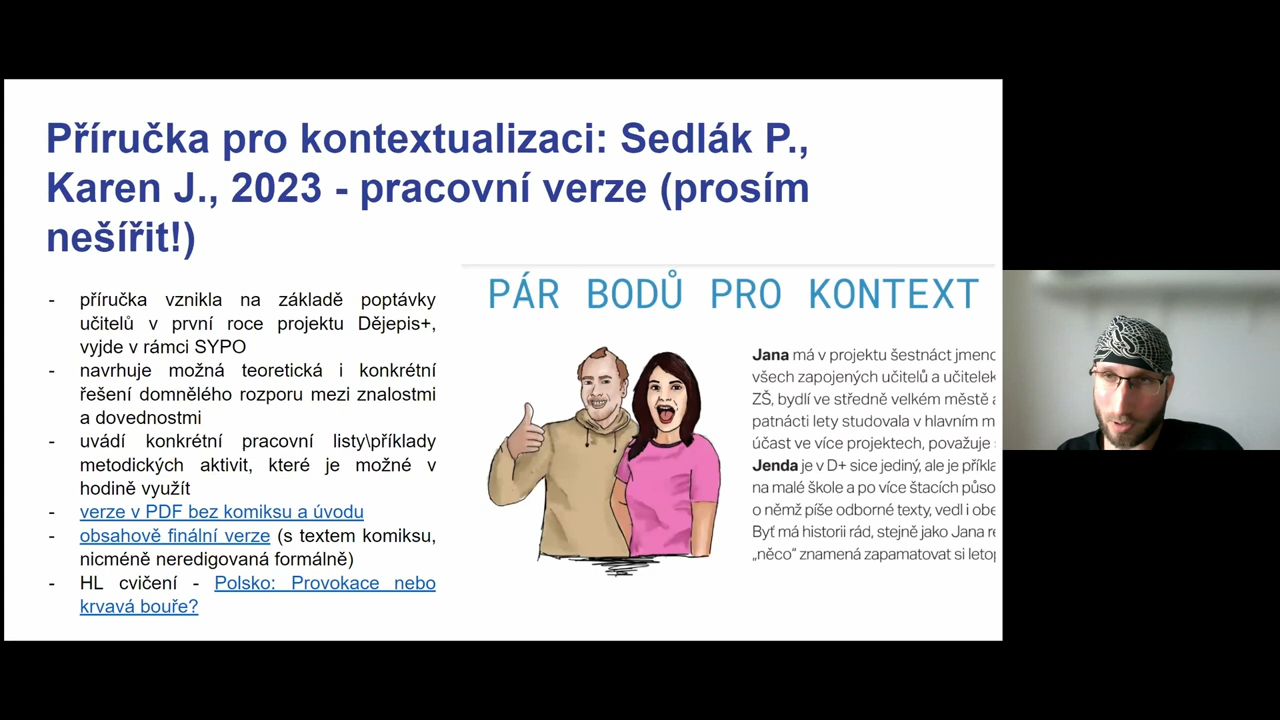 Příručka pro kontextualizaci: Sedlák P.,
Karen J., 2023 - pracovní verze (prosím
nešířit!)
- příručka vznikla na základě poptávky
učitelů v první roce projektu Dějepis+,
vyjde v rámci SYPO
- navrhuje možná teoretická i konkrétní
řešení domnělého rozporu mezi znalostmi
a dovednostmi
- uvádí konkrétní pracovní listy\příklady
metodických aktivit, které je možné v
hodině využít
- verze v PDF bez komiksu a úvodu
- obsahově finální verze (s textem komiksu,
nicméně neredigovaná formálně)
- HL cvičení - Polsko: Provokace nebo
krvavá bouře?
PÁR BODŮ PRO KONTEXT
Jana má v projektu šestnáct jmeno
všech zapojených učitelů a učitelek
ZŠ, bydlí ve středně velkém městě a
patnácti lety studovala v hlavním m
účast ve více projektech, považuje
Jenda je v D+ sice jediný, ale je příkla
na malé škole a po více štacích půso
o němž píše odborné texty, vedl i obe
Byť má historii rád, stejně jako Jana re
„něco“ znamená zapamatovat si letop